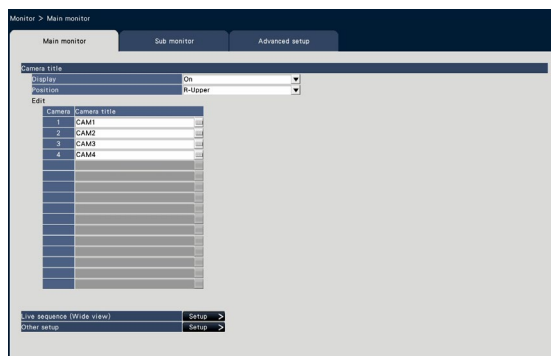 Monitor > Main monitor
Main monitor Sub monitor Advanced setup
Camera title
Display On
Position R-Upper
Edit
Camera Camera title
1 CAM1
2 CAM2
3 CAM3
4 CAM4
Live sequence (Wide view) Setup >
Other setup Setup >